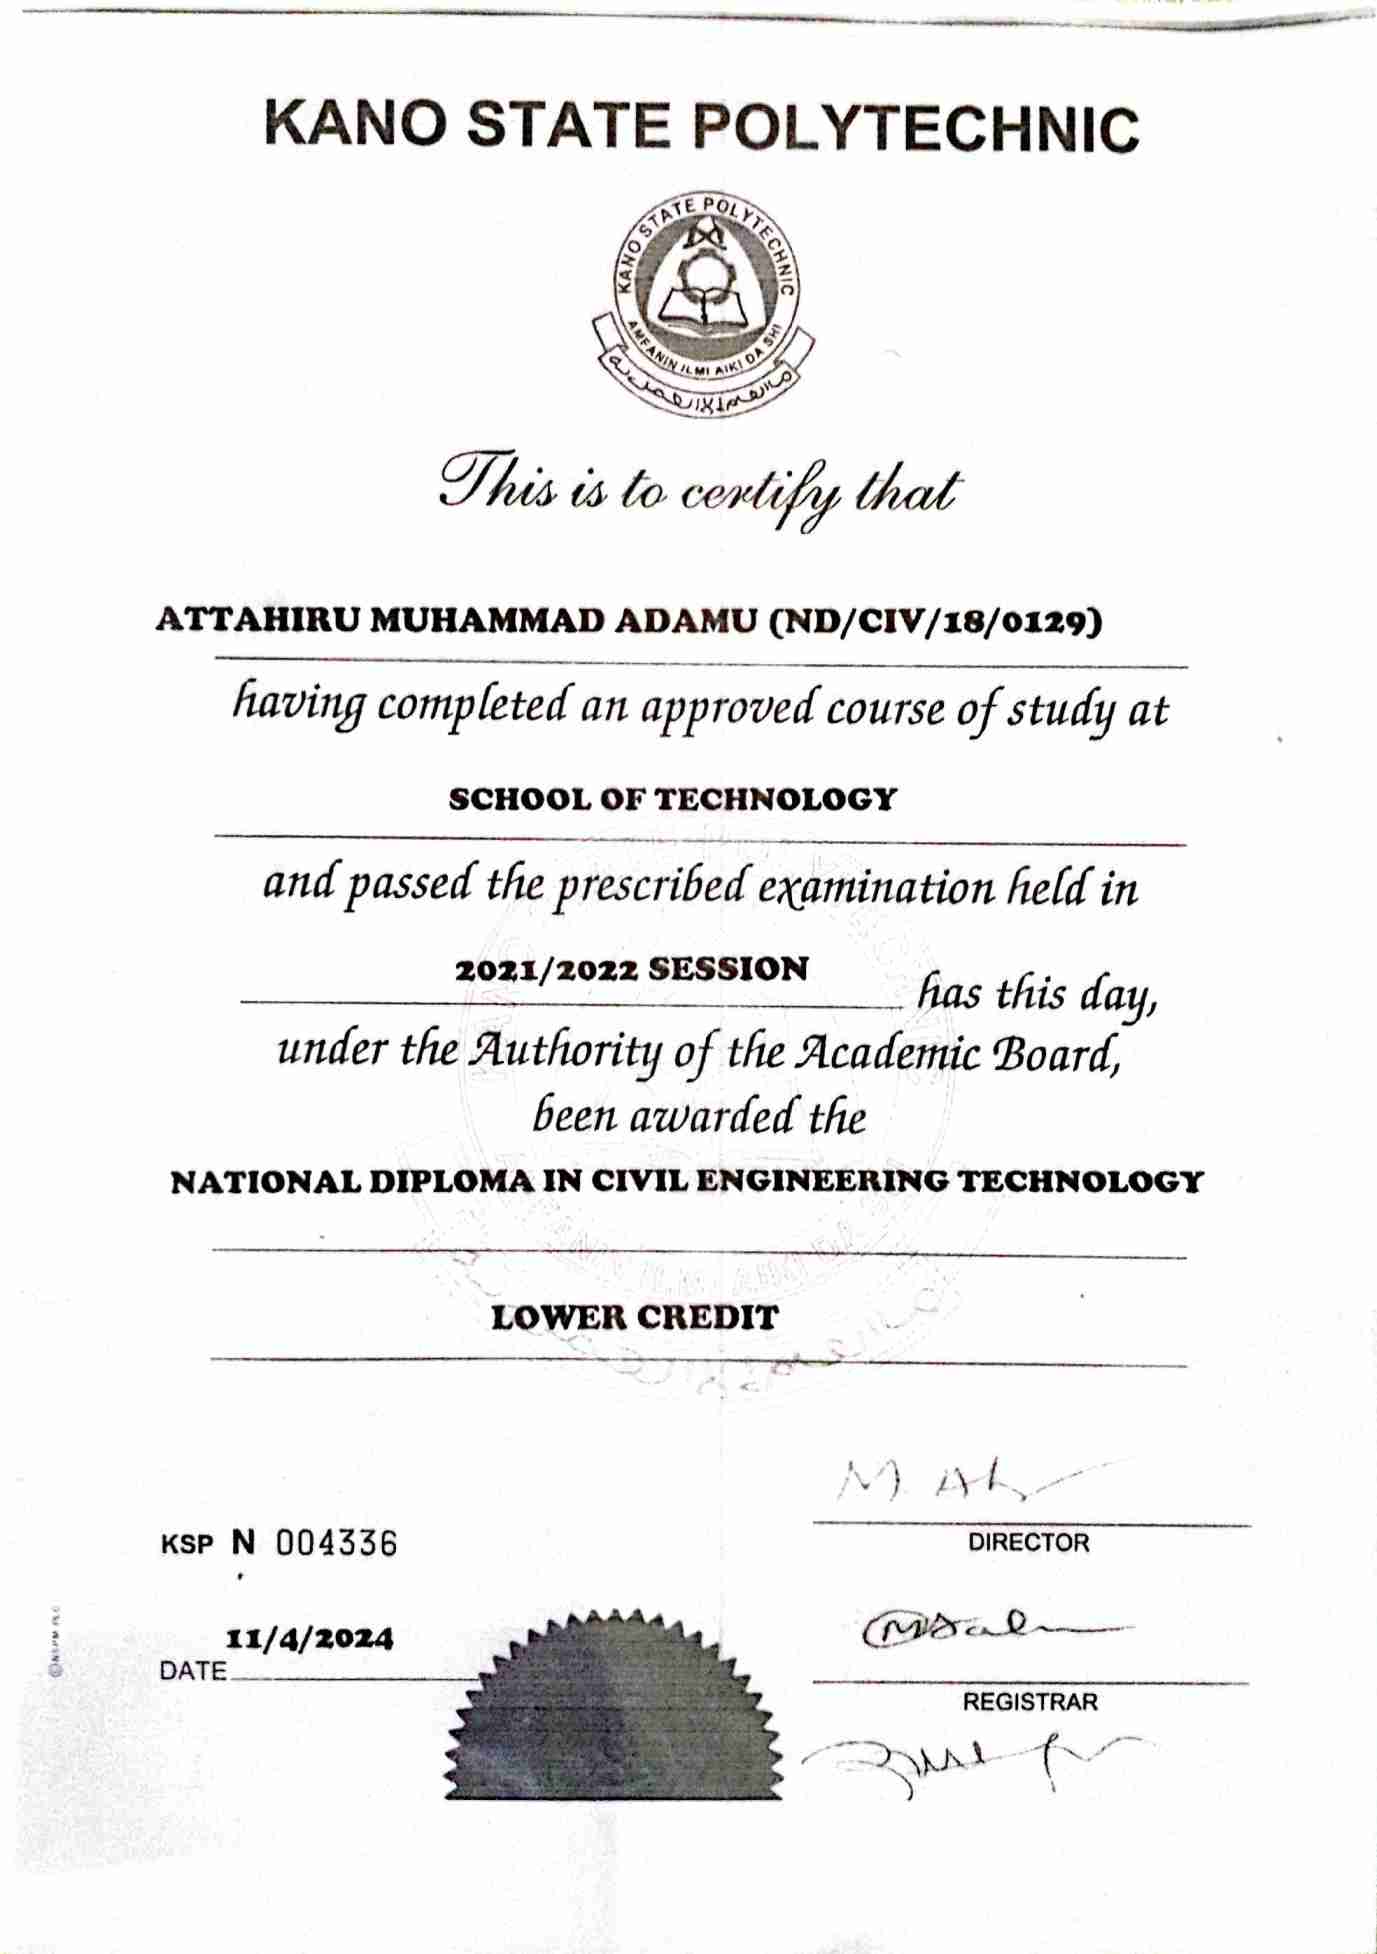 KANO STATE POLYTECHNIC
KANO STATE POLYTECHNIC
AMFANIN ILMI AIKI DA SHI
This is to certify that
ATTAHIRU MUHAMMAD ADAMU (ND/CIV/18/0129)
having completed an approved course of study at
SCHOOL OF TECHNOLOGY
and passed the prescribed examination held in
2021/2022 SESSION has this day,
under the Authority of the Academic Board,
been awarded the
NATIONAL DIPLOMA IN CIVIL ENGINEERING TECHNOLOGY
LOWER CREDIT
DIRECTOR
KSP N 004336
11/4/2024
DATE
REGISTRAR
©NSPM PLC